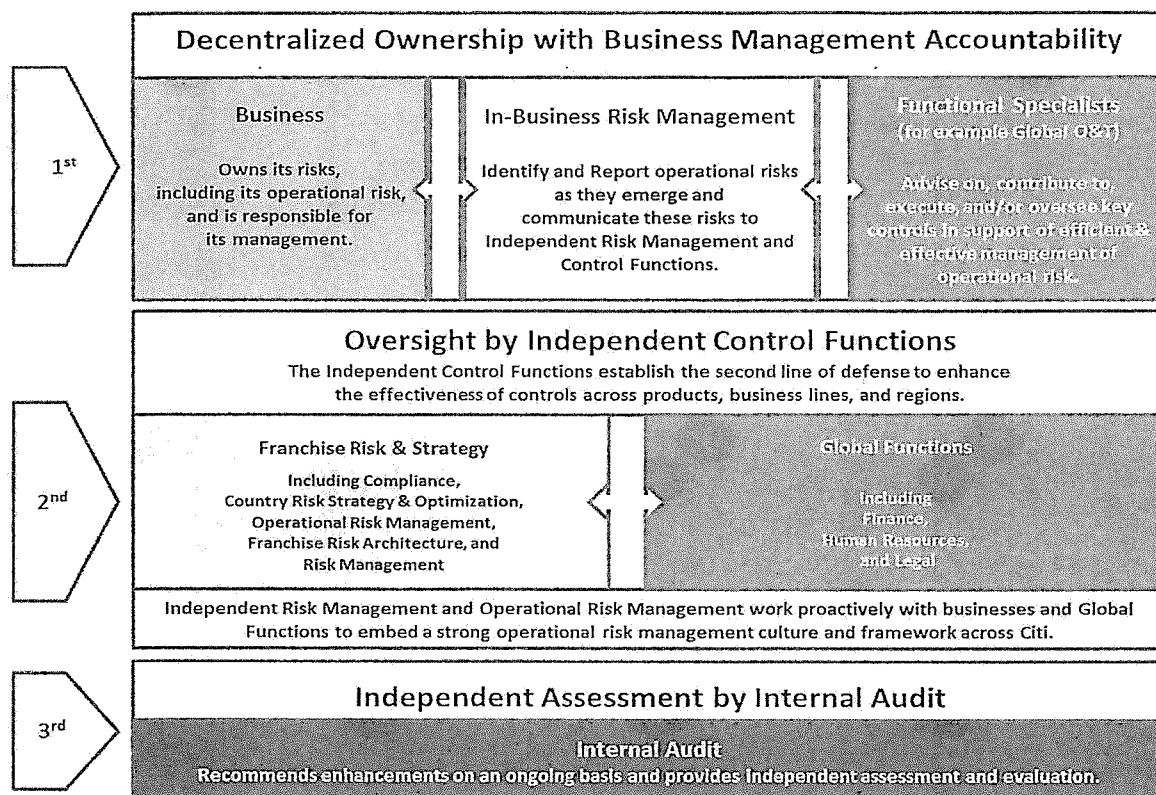 Decentralized Ownership with Business Management Accountability
1st
Business
Owns its risks,
including its operational risk,
and is responsible for
its management.
In-Business Risk Management
Identify and Report operational risks
as they emerge and
communicate these risks to
Independent Risk Management and
Control Functions.
Functional Specialists
(for example Global O&T)
Advise on, contribute to,
execute, and/or oversee key
controls in support of efficient &
effective management of
operational risk.
2nd
Oversight by Independent Control Functions
The Independent Control Functions establish the second line of defense to enhance
the effectiveness of controls across products, business lines, and regions.
Franchise Risk & Strategy
Including Compliance,
Country Risk Strategy & Optimization,
Operational Risk Management,
Franchise Risk Architecture, and
Risk Management
Global Functions
Including
Finance,
Human Resources,
and Legal
Independent Risk Management and Operational Risk Management work proactively with businesses and Global
Functions to embed a strong operational risk management culture and framework across Citi.
3rd
Independent Assessment by Internal Audit
Internal Audit
Recommends enhancements on an ongoing basis and provides independent assessment and evaluation.